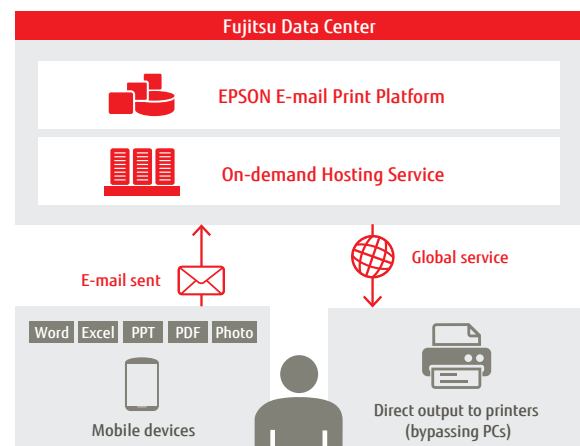 Fujitsu Data Center
EPSON E-mail Print Platform
On-demand Hosting Service
E-mail sent
Global service
Word Excel PPT PDF Photo
Mobile devices
Direct output to printers
(bypassing PCs)